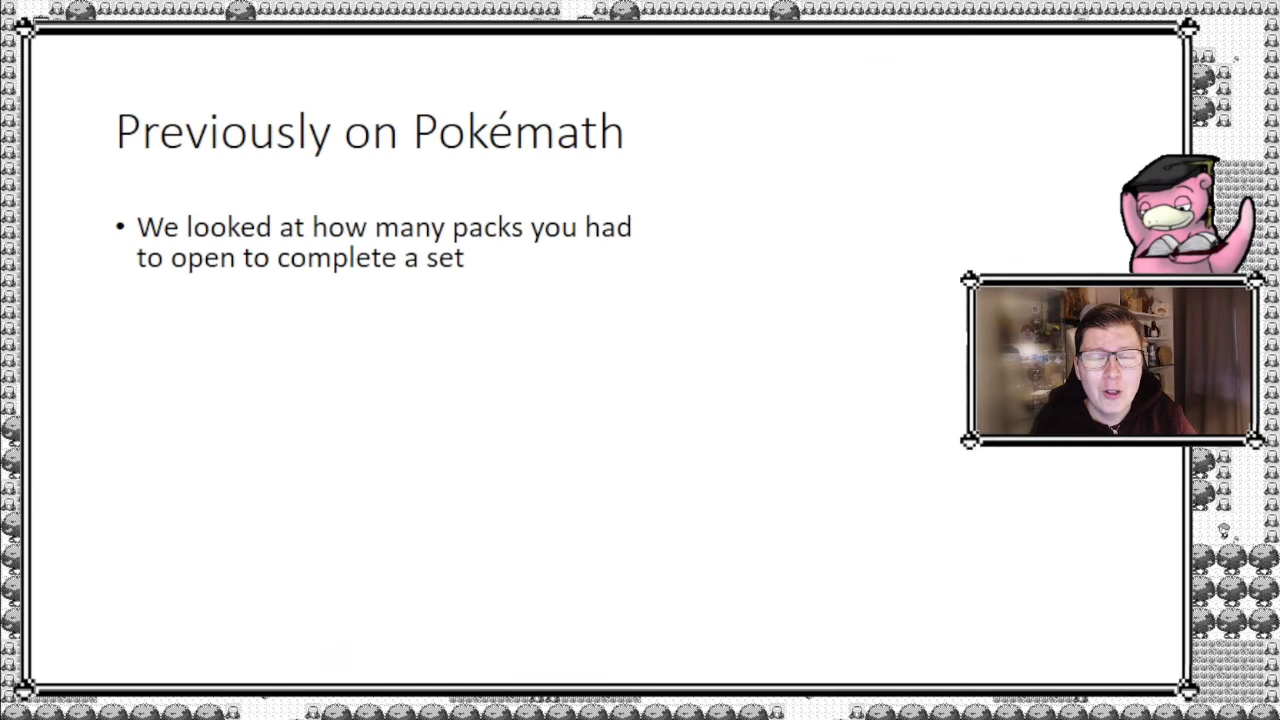 Previously on Pokémath
• We looked at how many packs you had
to open to complete a set